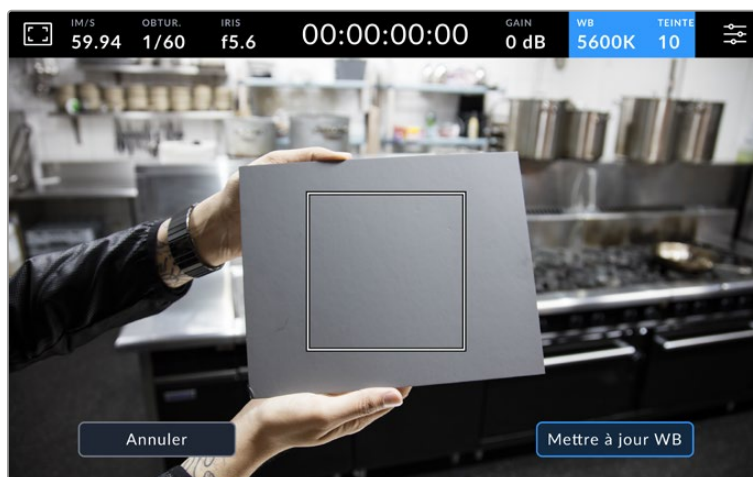 IM/S OBTUR. IRIS GAIN WB TEINTE
59.94 1/60 f5.6 00:00:00:00 0 dB 5600K 10
Annuler Mettre à jour WB